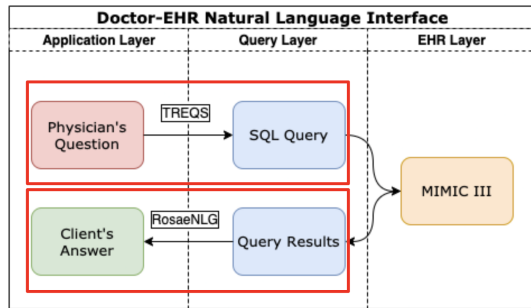 Doctor-EHR Natural Language Interface
Application Layer
Query Layer
EHR Layer
Physician's
Question
TREQS
SQL Query
MIMIC III
Client's
Answer
RosaeNLG
Query Results